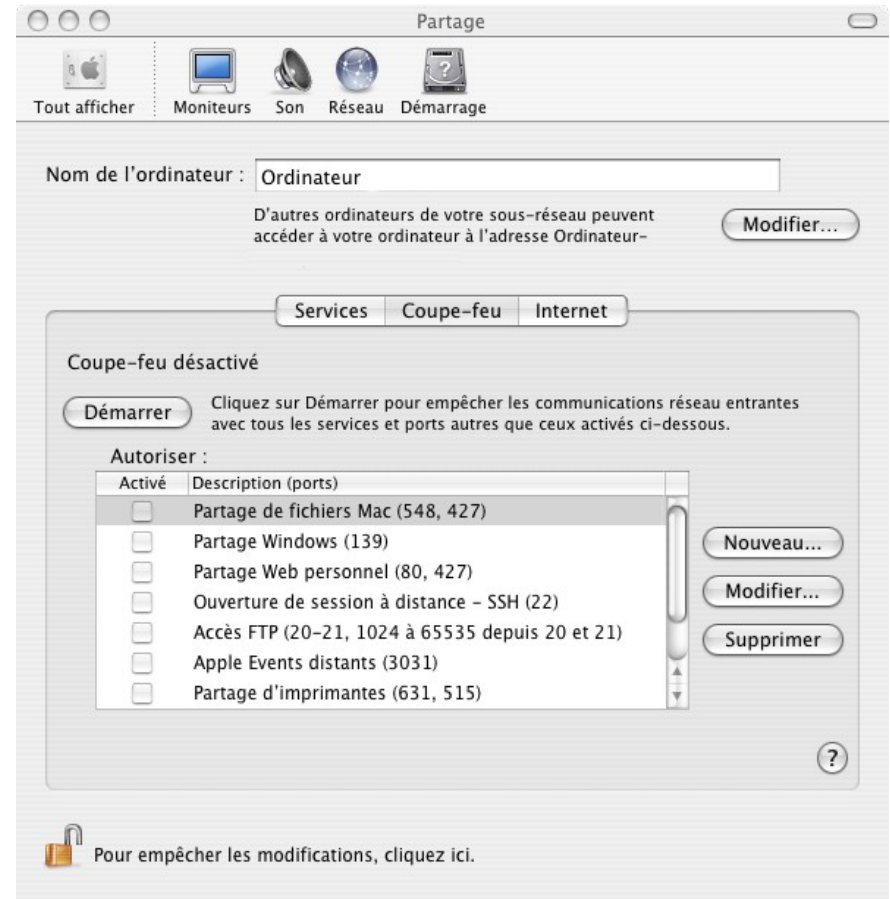 Partage
Tout afficher
Moniteurs
Son
Réseau
Démarrage
Nom de l'ordinateur :
Ordinateur
D'autres ordinateurs de votre sous-réseau peuvent
accéder à votre ordinateur à l'adresse Ordinateur-
Modifier...
Services
Coupe-feu
Internet
Coupe-feu désactivé
Démarrer
Cliquez sur Démarrer pour empêcher les communications réseau entrantes
avec tous les services et ports autres que ceux activés ci-dessous.
Autoriser :
Activé
Description (ports)
Partage de fichiers Mac (548, 427)
Partage Windows (139)
Partage Web personnel (80, 427)
Ouverture de session à distance – SSH (22)
Accès FTP (20-21, 1024 à 65535 depuis 20 et 21)
Apple Events distants (3031)
Partage d'imprimantes (631, 515)
Nouveau...
Modifier...
Supprimer
?
Pour empêcher les modifications, cliquez ici.